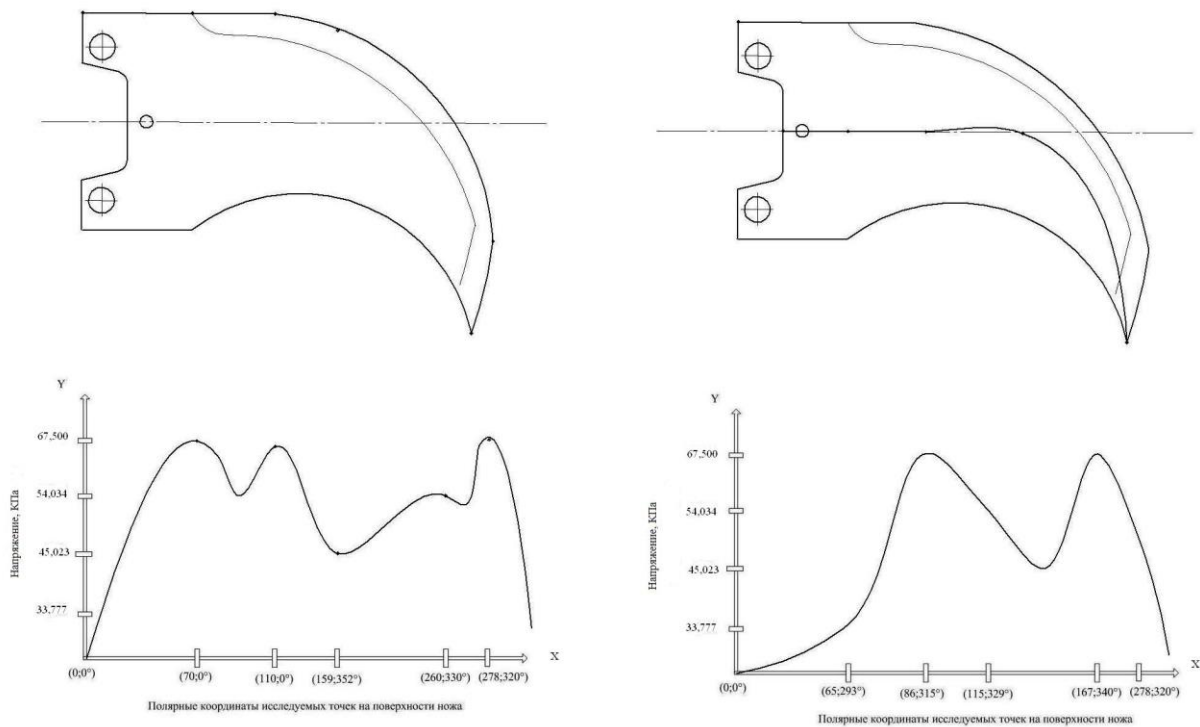 Y
67,500
54,034
45,023
33,777
Напряжение, КПа
(0;0°)
(70;0°)
(110;0°)
(159;352°)
(260;330°)
(278;320°)
X
Полярные координаты исследуемых точек на поверхности ножа
Y
67,500
54,034
45,023
33,777
Напряжение, КПа
(0;0°)
(65;293°)
(86;315°)
(115;329°)
(167;340°)
(278;320°)
X
Полярные координаты исследуемых точек на поверхности ножа